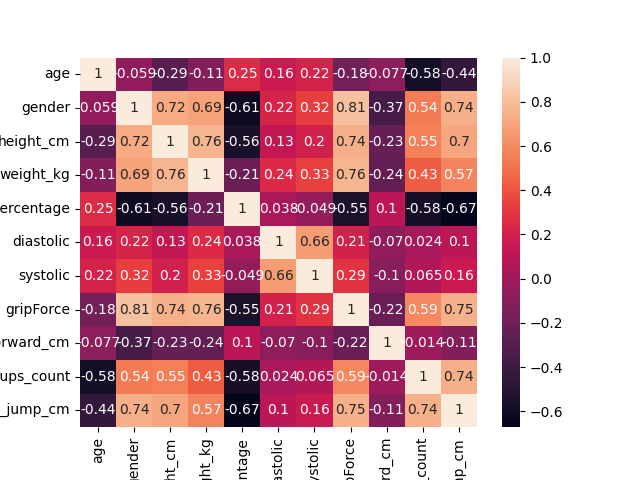 age 1 -0.059 -0.29 -0.11 0.25 0.16 0.22 -0.18 -0.077 -0.58 -0.44
gender -0.059 1 0.72 0.69 -0.61 0.22 0.32 0.81 -0.37 0.54 0.74
height_cm -0.29 0.72 1 0.76 -0.56 0.13 0.2 0.74 -0.23 0.55 0.7
weight_kg -0.11 0.69 0.76 1 -0.21 0.24 0.33 0.76 -0.24 0.43 0.57
ercentage 0.25 -0.61 -0.56 -0.21 1 0.038 -0.049 -0.55 0.1 -0.58 -0.67
diastolic 0.16 0.22 0.13 0.24 0.038 1 0.66 0.21 -0.07 0.024 0.1
systolic 0.22 0.32 0.2 0.33 -0.049 0.66 1 0.29 -0.1 0.065 0.16
gripForce -0.18 0.81 0.74 0.76 -0.55 0.21 0.29 1 -0.22 0.59 0.75
orward_cm -0.077 -0.37 -0.23 -0.24 0.1 -0.07 -0.1 -0.22 1 -0.014 -0.11
ups_count -0.58 0.54 0.55 0.43 -0.58 0.024 0.065 0.59 -0.014 1 0.74
_jump_cm -0.44 0.74 0.7 0.57 -0.67 0.1 0.16 0.75 -0.11 0.74 1
age
gender
ht_cm
ght_kg
ntage
astolic
ystolic
pForce
rd_cm
_count
mp_cm
1.0
0.8
0.6
0.4
0.2
0.0
−0.2
−0.4
−0.6